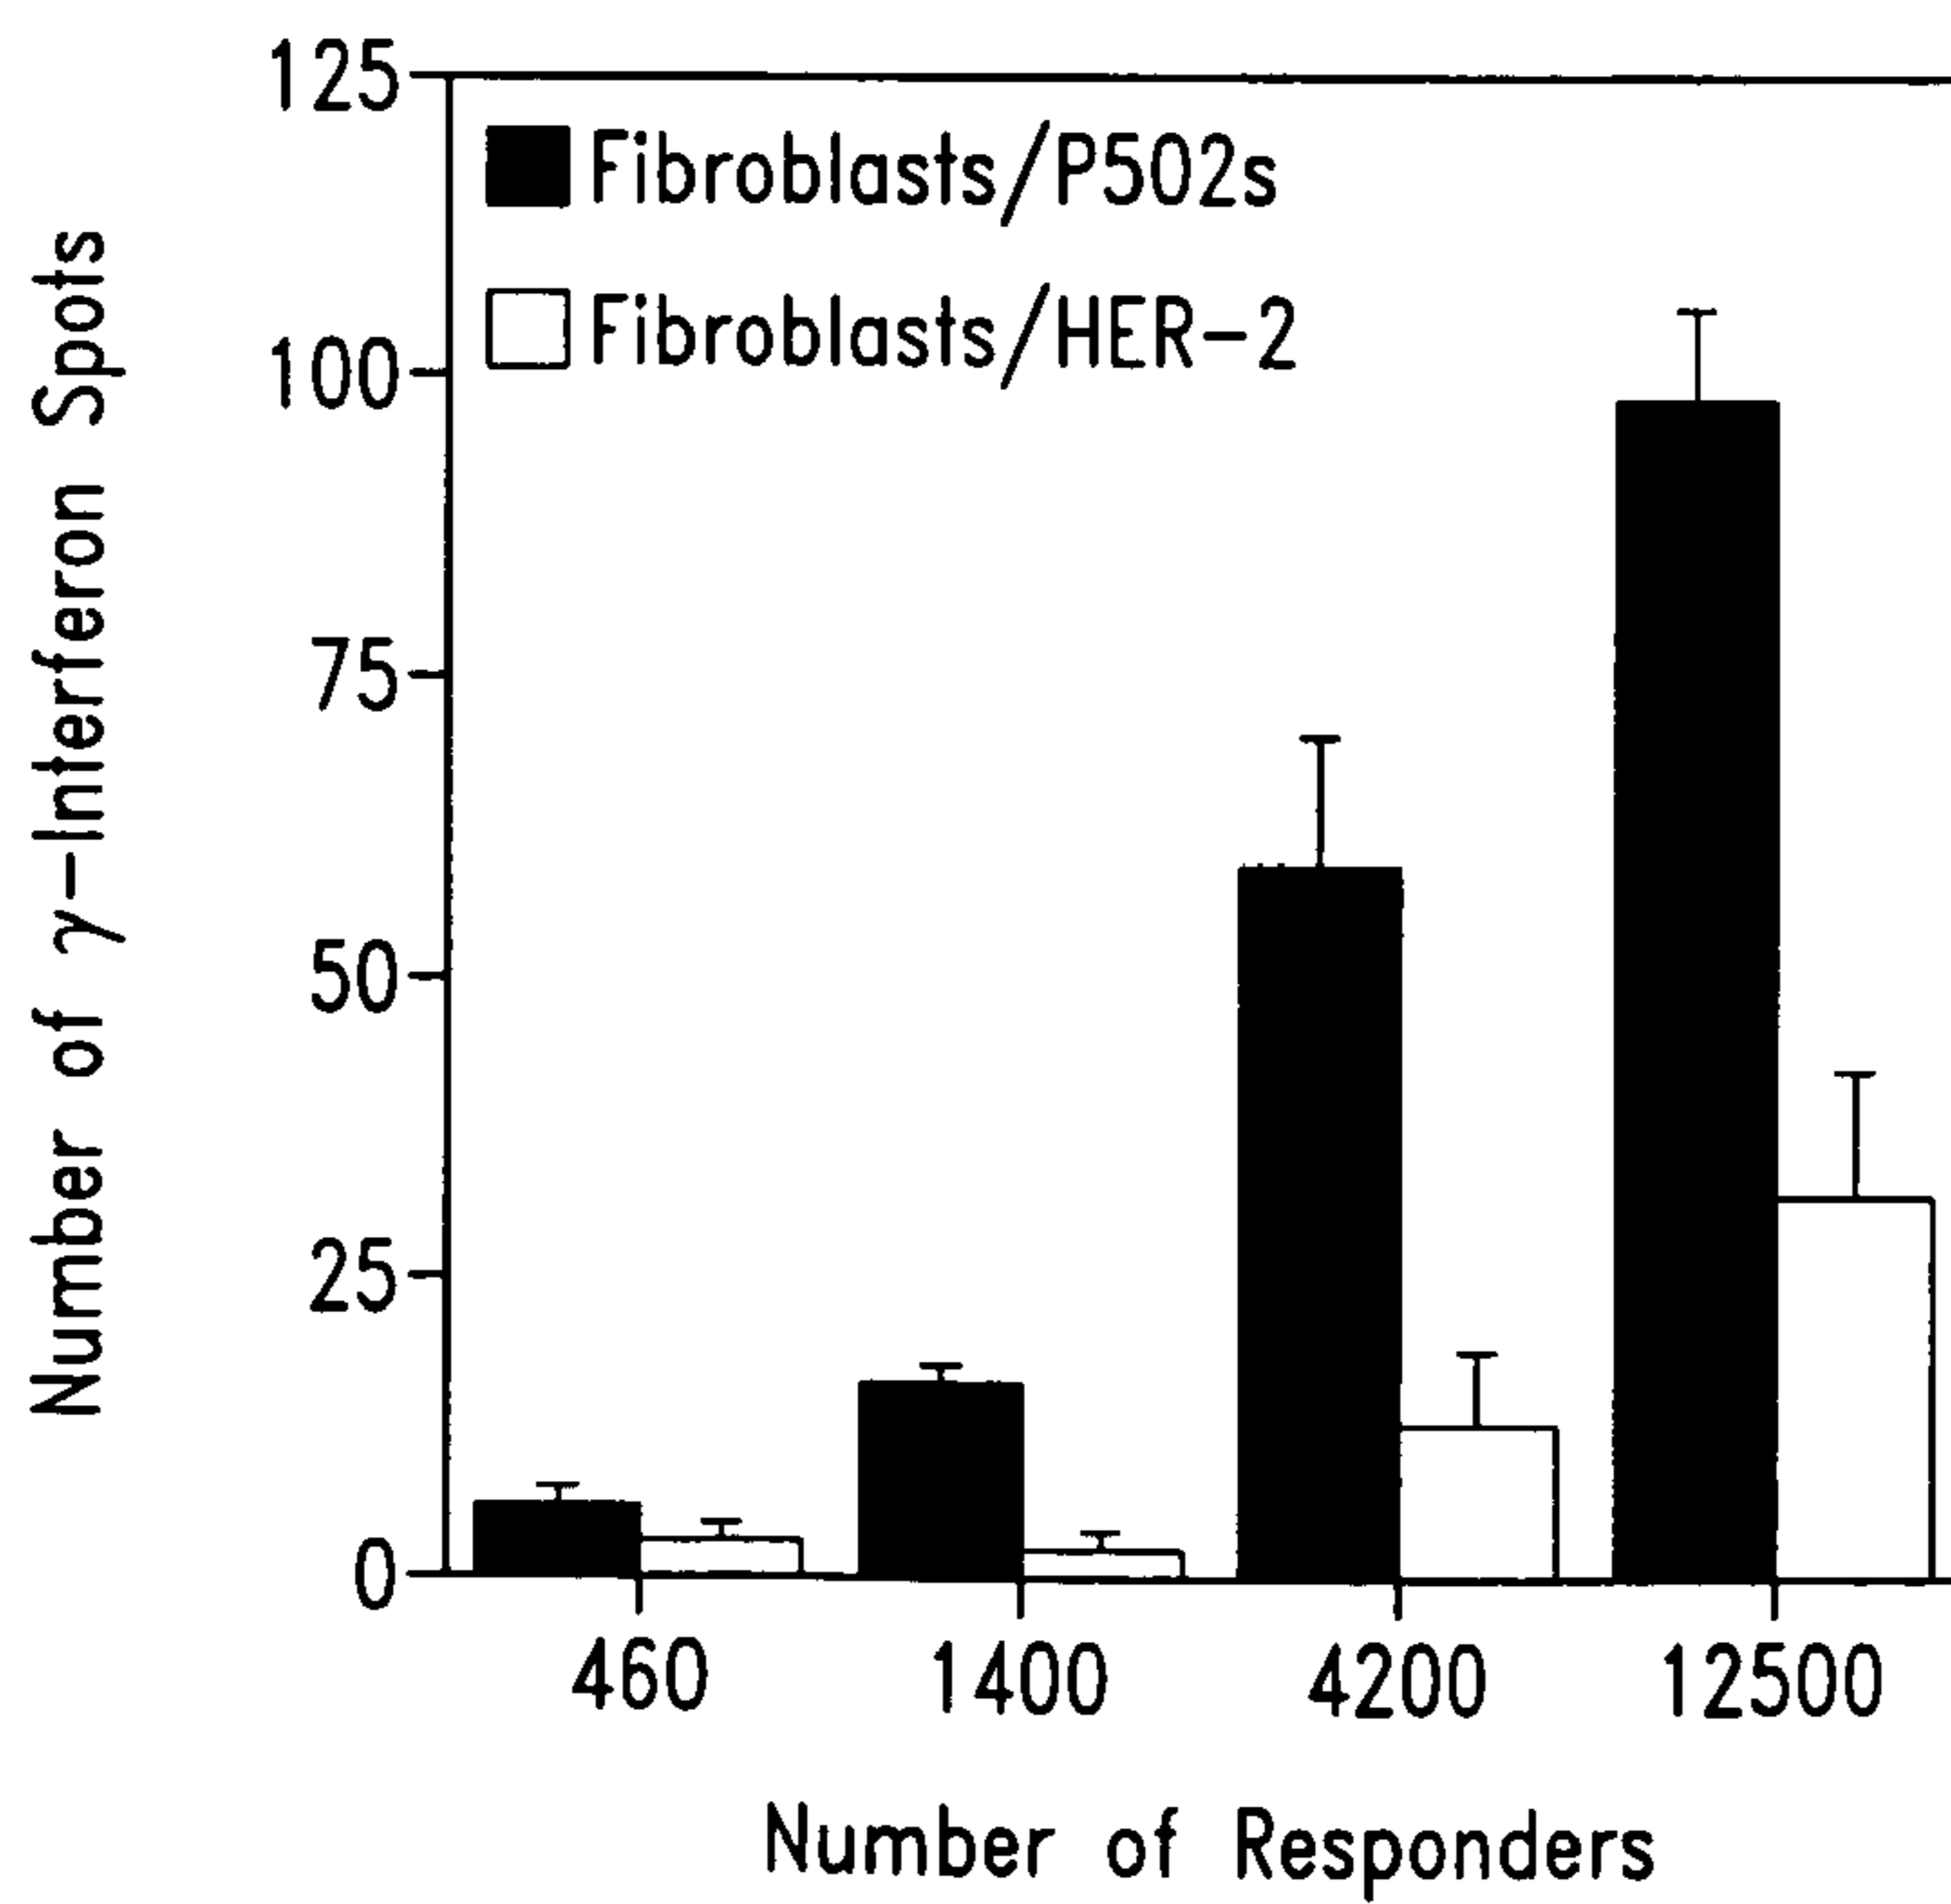 Number of γ-Interferon Spots
125
100
75
50
25
0
Fibroblasts/P502s
Fibroblasts/HER-2
460 1400 4200 12500
Number of Responders